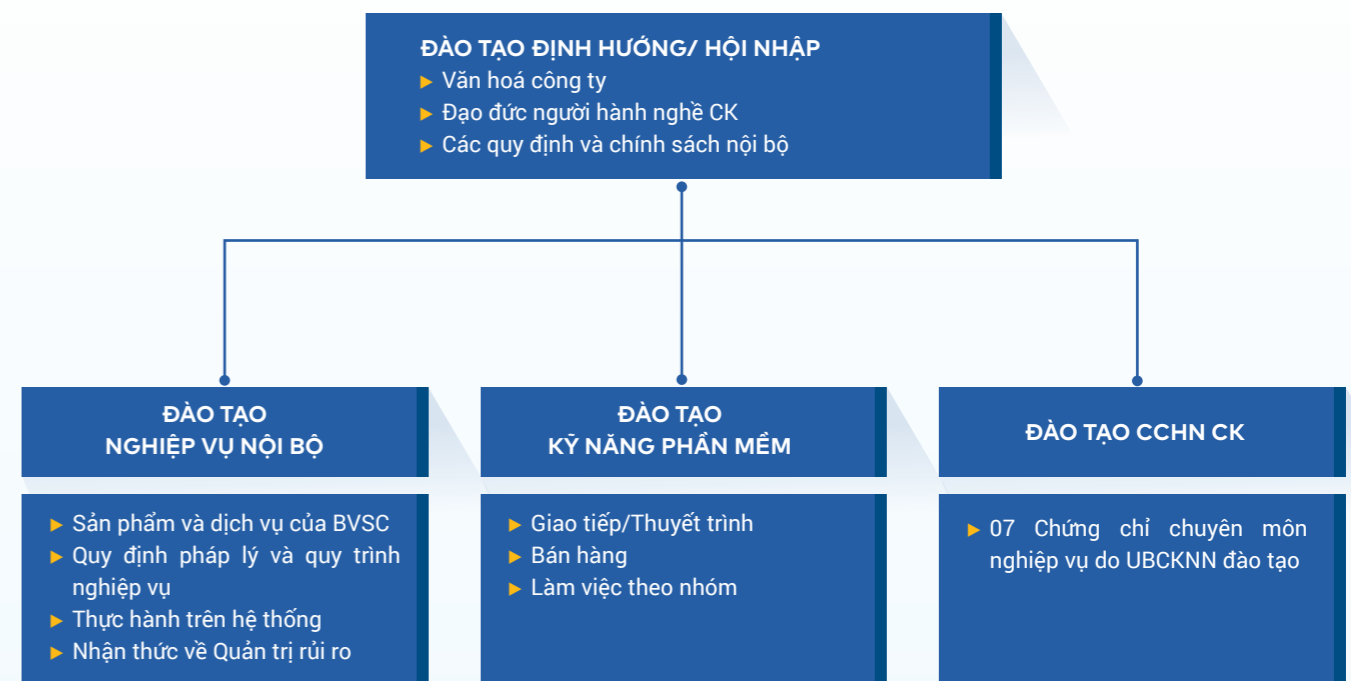 ĐÀO TẠO ĐỊNH HƯỚNG/ HỘI NHẬP
► Văn hoá công ty
► Đạo đức người hành nghề CK
► Các quy định và chính sách nội bộ
ĐÀO TẠO
NGHIỆP VỤ NỘI BỘ
► Sản phẩm và dịch vụ của BVSC
► Quy định pháp lý và quy trình
nghiệp vụ
► Thực hành trên hệ thống
► Nhận thức về Quản trị rủi ro
ĐÀO TẠO
KỸ NĂNG PHẦN MỀM
► Giao tiếp/Thuyết trình
► Bán hàng
► Làm việc theo nhóm
ĐÀO TẠO CCHN CK
► 07 Chứng chỉ chuyên môn
nghiệp vụ do UBCKNN đào tạo